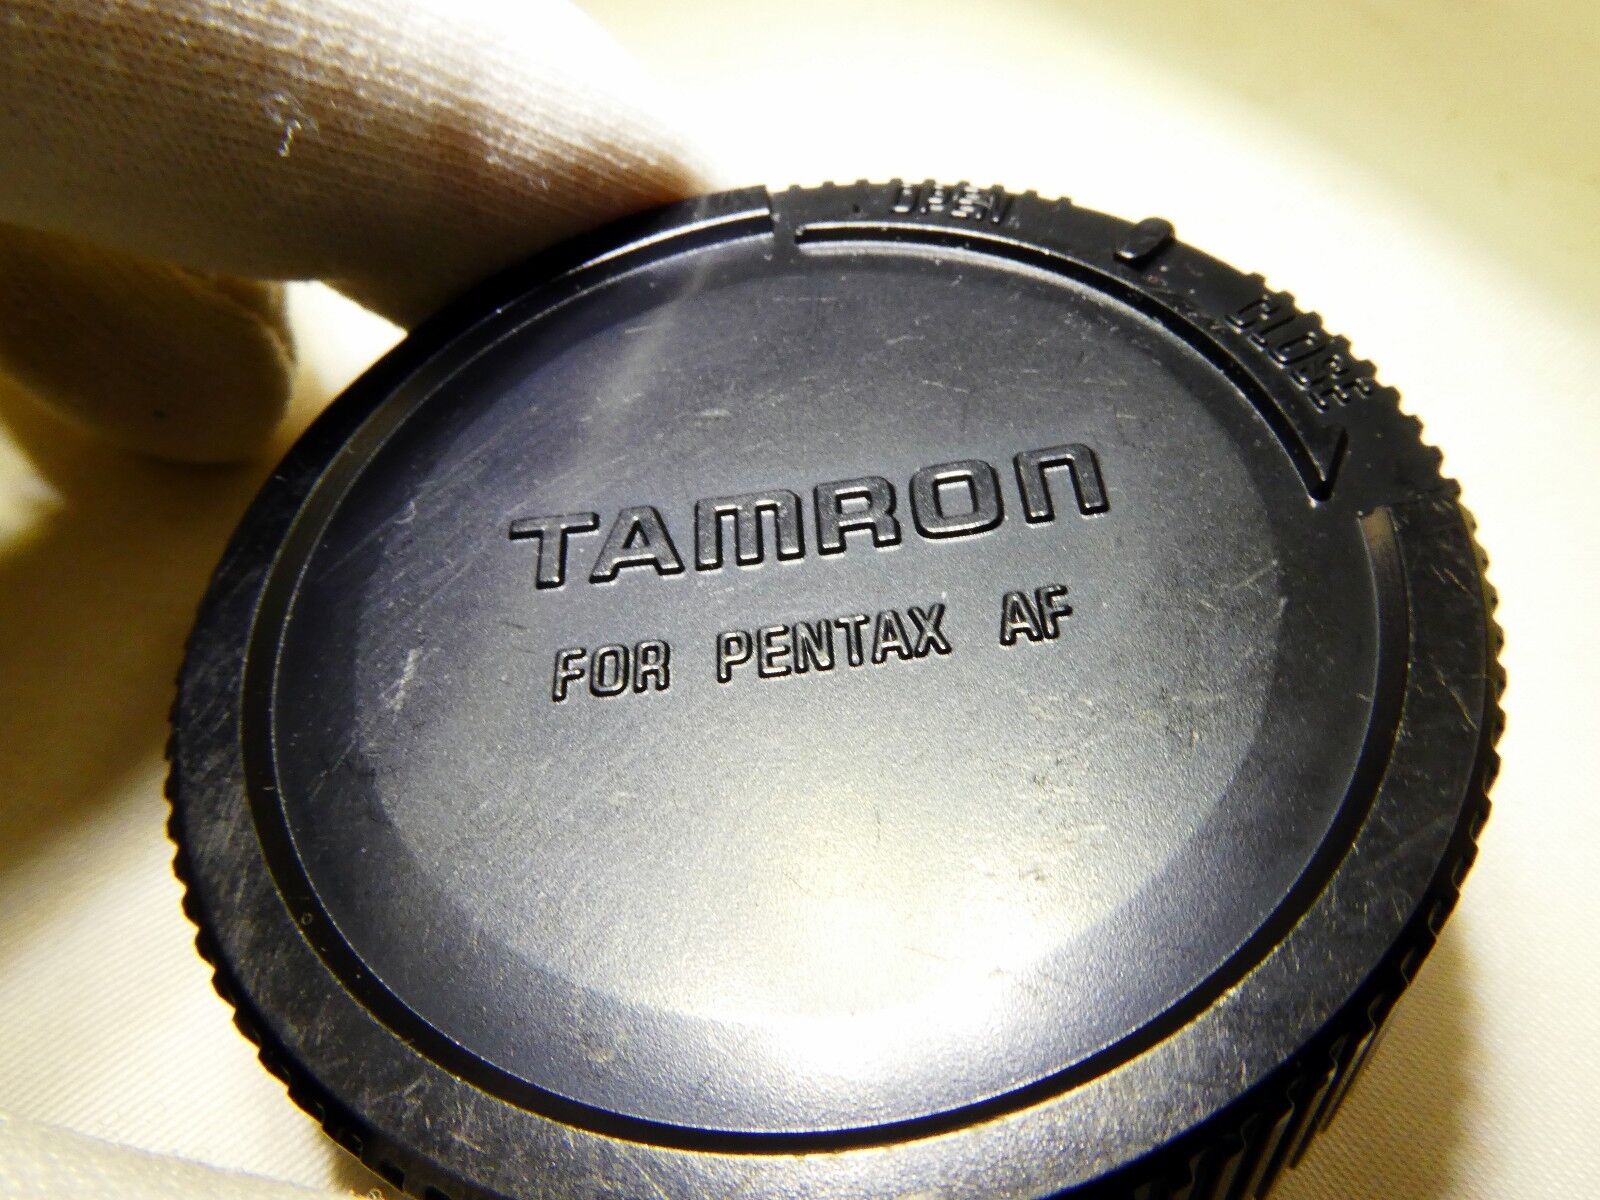 OPEN
CLOSE
TAMRON
FOR PENTAX AF